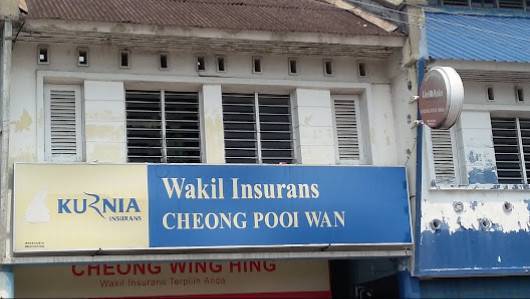 KURNIA
INSURANS
Wakil Insurans
CHEONG POOI WAN
CHEONG WING HING
Wakil Insurans Terpilih Anda